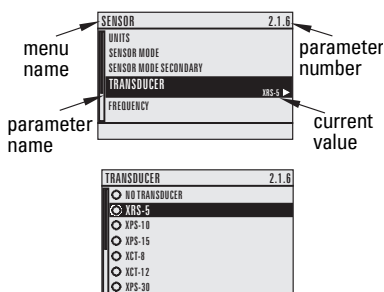 SENSOR 2.1.6
UNITS
SENSOR MODE
SENSOR MODE SECONDARY
TRANSDUCER
XRS-5
FREQUENCY
menu
name
parameter
number
parameter
name
current
value
TRANSDUCER 2.1.6
NO TRANSDUCER
XRS-5
XPS-10
XPS-15
XCT-8
XCT-12
XPS-30